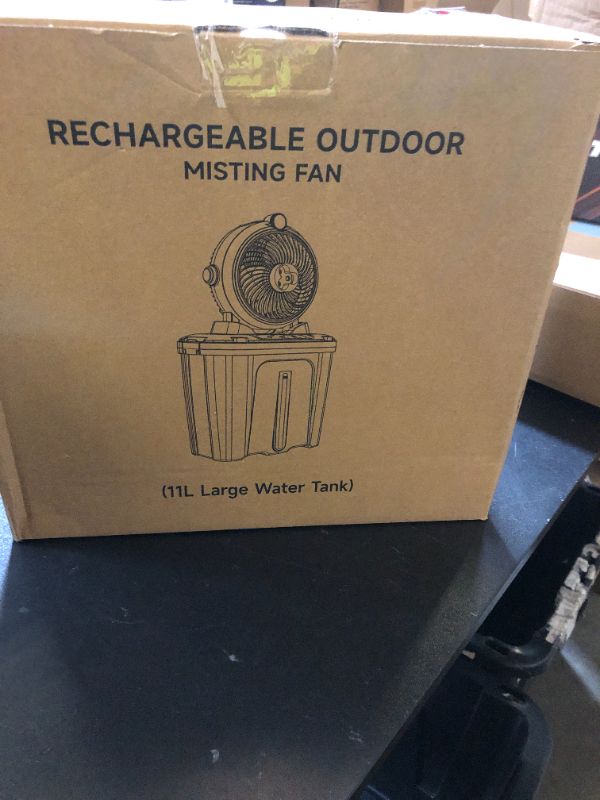 RECHARGEABLE OUTDOOR
MISTING FAN
(11L Large Water Tank)